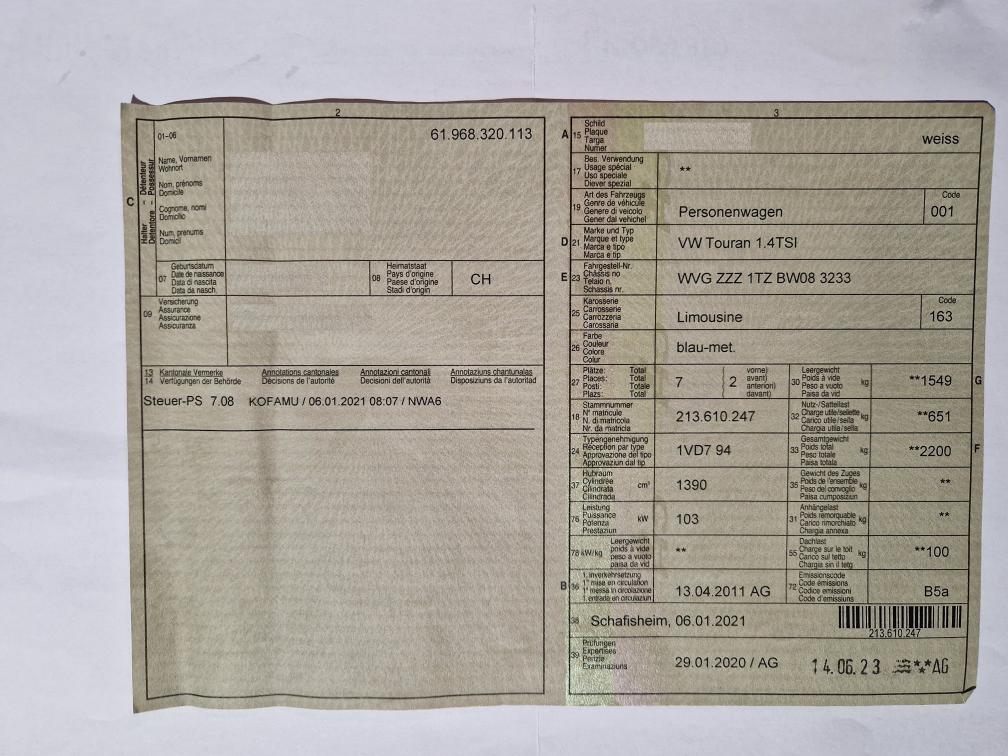 2
01-06
61.968.320.113
C
Halter – Détenteur
Detentore – Possessur
Name, Vornamen
Wohnort
Nom, prénoms
Domicile
Cognome, nomi
Domicilio
Num, prenums
Domicil
07
Geburtsdatum
Date de naissance
Data di nascita
Data da nasch.
08
Heimatstaat
Pays d'origine
Paese d'origine
Stadi d'origin
CH
09
Versicherung
Assurance
Assicurazione
Assicuranza
13 Kantonale Vermerke Annotations cantonales Annotazioni cantonali Annotaziuns chantunalas
14 Verfügungen der Behörde Décisions de l'autorité Decisioni dell'autorità Disposiziuns da l'autoritad
Steuer-PS 7.08 KOFAMU / 06.01.2021 08:07 / NWA6
3
A 15
Schild
Plaque
Targa
Numer
weiss
17
Bes. Verwendung
Usage spécial
Uso speciale
Diever spezial
**
19
Art des Fahrzeugs
Genre de véhicule
Genere di veicolo
Gener dal vehichel
Personenwagen
Code
001
D 21
Marke und Typ
Marque et type
Marca e tipo
Marca e tip
VW Touran 1.4TSI
E 23
Fahrgestell-Nr.
Châssis no
Telaio n.
Schassis nr.
WVG ZZZ 1TZ BW08 3233
25
Karosserie
Carrosserie
Carrozzeria
Carossaria
Limousine
Code
163
26
Farbe
Couleur
Colore
Colur
blau-met.
27
Plätze: Total
Places: Total
Posti: Totale
Plazs: Total
7
2
vorne)
avant)
anteriori)
davant)
30
Leergewicht
Poids à vide
Peso a vuoto
Paisa da vid
kg
**1549
G
18
Stammnummer
N° matricule
N. di matricola
Nr. da matricla
213.610.247
32
Nutz-/Sattellast
Charge utile/sellette
Carico utile/sella
Chargia utile/sella
kg
**651
24
Typengenehmigung
Réception par type
Approvazione del tipo
Approvaziun dal tip
1VD7 94
33
Gesamtgewicht
Poids total
Peso totale
Paisa totala
kg
**2200
F
37
Hubraum
Cylindrée
Cilindrata
Cilindrada
cm³
1390
35
Gewicht des Zuges
Poids de l'ensemble
Peso del convoglio
Paisa cumposiziun
kg
**
76
Leistung
Puissance
Potenza
Prestaziun
kW
103
31
Anhängelast
Poids remorquable
Carico rimorchiato
Chargia annexa
kg
**
78 kW/kg
Leergewicht
poids à vide
peso a vuoto
paisa da vid
**
55
Dachlast
Charge sur le toit
Carico sul tetto
Chargia sin il tetg
kg
**100
B 36
1. Inverkehrsetzung
1re mise en circulation
1a messa in circolazione
1. entrada en circulaziun
13.04.2011 AG
72
Emissionscode
Code émissions
Codice emissioni
Code d'emissiuns
B5a
38
Schafisheim, 06.01.2021
213.610.247
39
Prüfungen
Expertises
Perizie
Examinaziuns
29.01.2020 / AG
14.06.23 AG